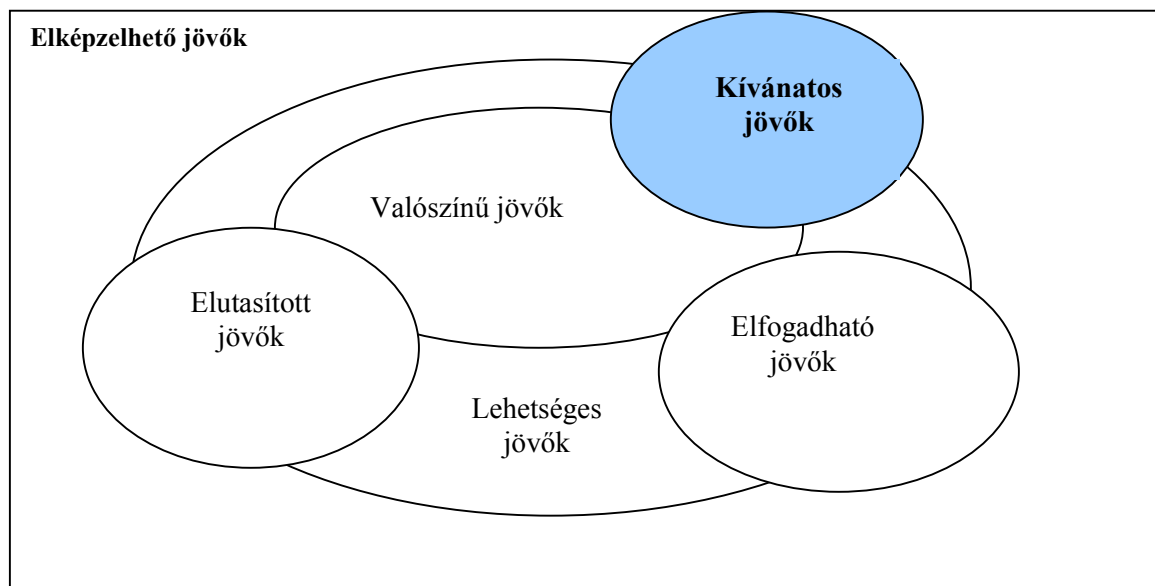 Elképzelhető jövők
Kívánatos
jövők
Valószínű jövők
Elutasított
jövők
Elfogadható
jövők
Lehetséges
jövők